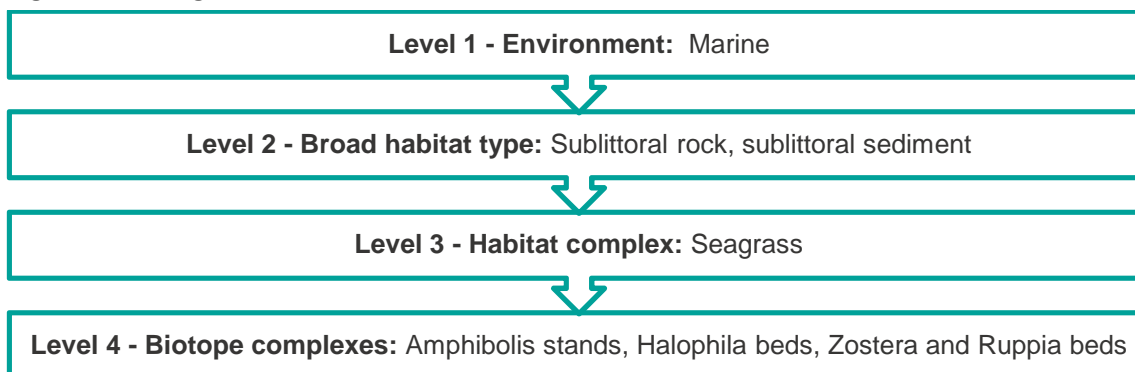 Level 1 - Environment: Marine
Level 2 - Broad habitat type: Sublittoral rock, sublittoral sediment
Level 3 - Habitat complex: Seagrass
Level 4 - Biotope complexes: Amphibolis stands, Halophila beds, Zostera and Ruppia beds